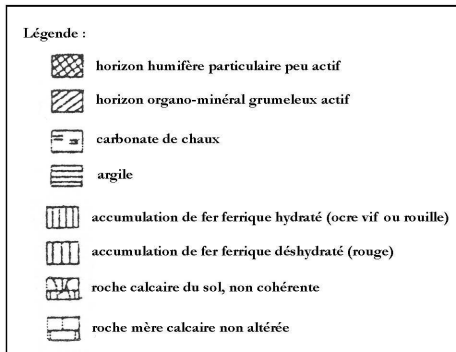 Légende :
horizon humifère particulaire peu actif
horizon organo-minéral grumeleux actif
carbonate de chaux
argile
accumulation de fer ferrique hydraté (ocre vif ou rouille)
accumulation de fer ferrique déshydraté (rouge)
roche calcaire du sol, non cohérente
roche mère calcaire non altérée